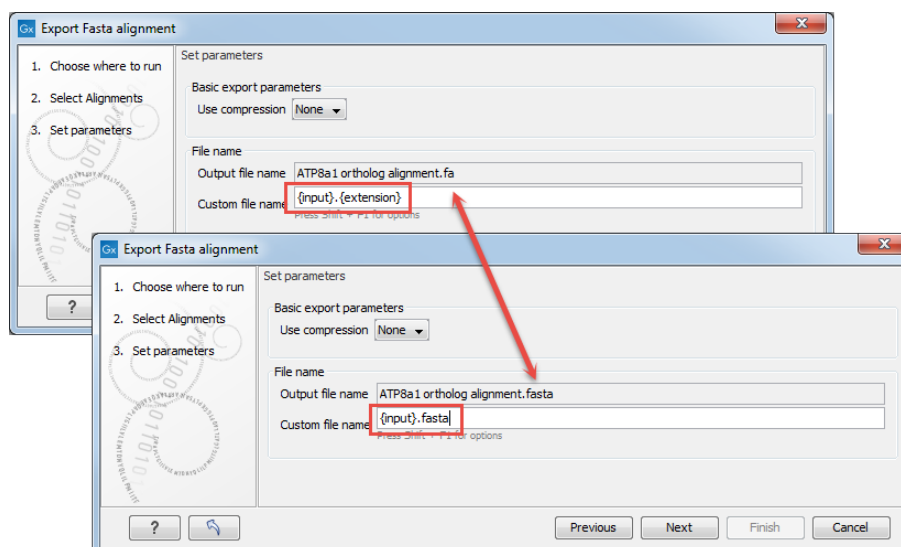 Gx Export Fasta alignment
X
1. Choose where to run
2. Select Alignments
3. Set parameters
Set parameters
Basic export parameters
Use compression None
File name
Output file name ATP8a1 ortholog alignment.fa
Custom file name {input}.{extension}
Press Shift + F1 for options
?
Gx Export Fasta alignment
X
1. Choose where to run
2. Select Alignments
3. Set parameters
Set parameters
Basic export parameters
Use compression None
File name
Output file name ATP8a1 ortholog alignment.fasta
Custom file name {input}.fasta
Press Shift + F1 for options
? Previous Next Finish Cancel